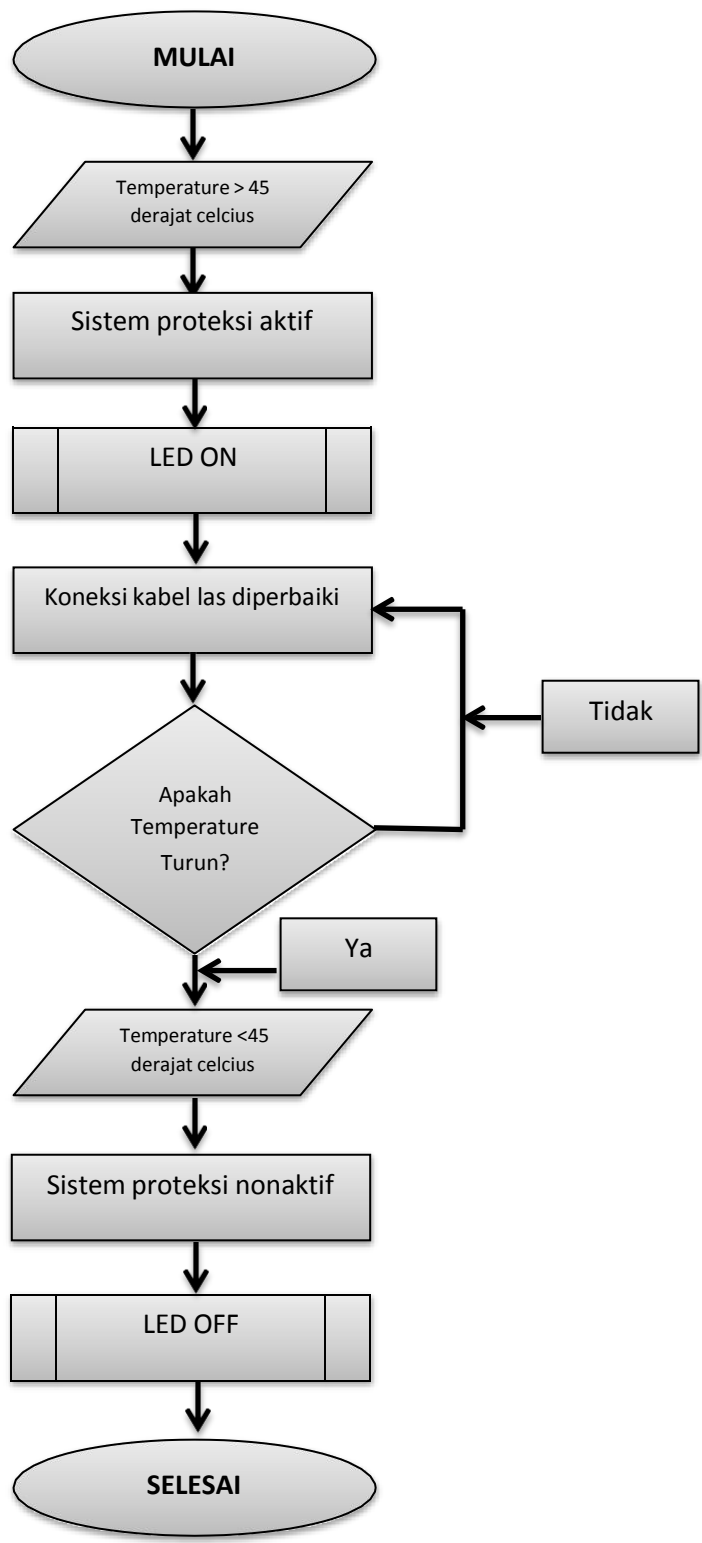 MULAI
Temperature > 45
derajat celcius
Sistem proteksi aktif
LED ON
Koneksi kabel las diperbaiki
Tidak
Apakah
Temperature
Turun?
Ya
Temperature <45
derajat celcius
Sistem proteksi nonaktif
LED OFF
SELESAI